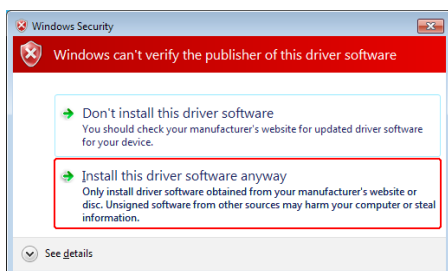 Windows Security
Windows can't verify the publisher of this driver software
Don't install this driver software
You should check your manufacturer's website for updated driver software
for your device.
Install this driver software anyway
Only install driver software obtained from your manufacturer's website or
disc. Unsigned software from other sources may harm your computer or steal
information.
See details